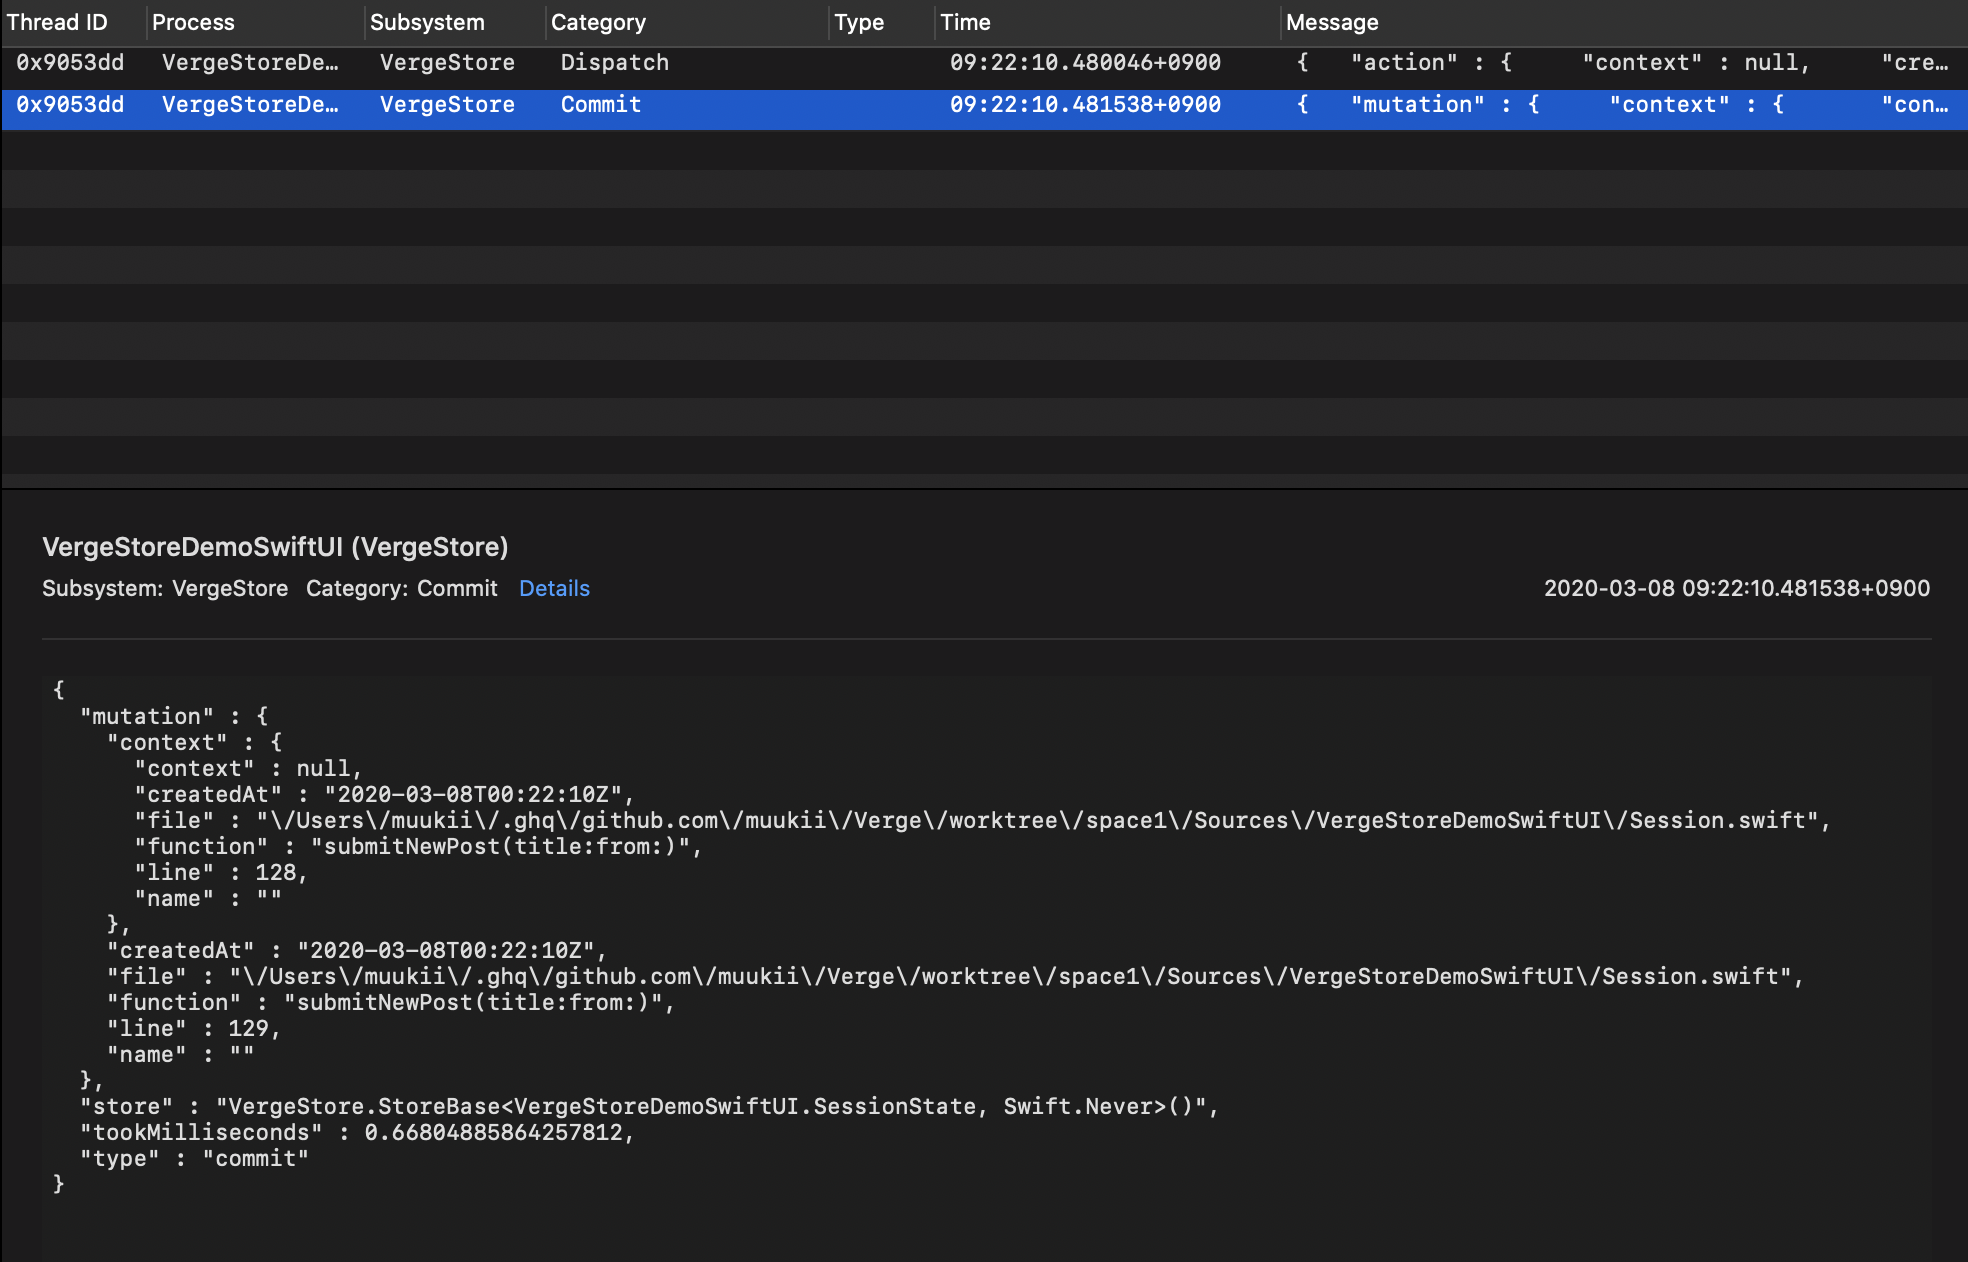 Thread ID Process Subsystem Category Type Time Message
0x9053dd VergeStoreDe… VergeStore Dispatch 09:22:10.480046+0900 { "action" : { "context" : null, "cre…
0x9053dd VergeStoreDe… VergeStore Commit 09:22:10.481538+0900 { "mutation" : { "context" : { "con…
VergeStoreDemoSwiftUI (VergeStore)
Subsystem: VergeStore Category: Commit Details 2020-03-08 09:22:10.481538+0900
{
  "mutation" : {
    "context" : {
      "context" : null,
      "createdAt" : "2020-03-08T00:22:10Z",
      "file" : "\/Users\/muukii\/.ghq\/github.com\/muukii\/Verge\/worktree\/space1\/Sources\/VergeStoreDemoSwiftUI\/Session.swift",
      "function" : "submitNewPost(title:from:)",
      "line" : 128,
      "name" : ""
    },
    "createdAt" : "2020-03-08T00:22:10Z",
    "file" : "\/Users\/muukii\/.ghq\/github.com\/muukii\/Verge\/worktree\/space1\/Sources\/VergeStoreDemoSwiftUI\/Session.swift",
    "function" : "submitNewPost(title:from:)",
    "line" : 129,
    "name" : ""
  },
  "store" : "VergeStore.StoreBase<VergeStoreDemoSwiftUI.SessionState, Swift.Never>()",
  "tookMilliseconds" : 0.66804885864257812,
  "type" : "commit"
}